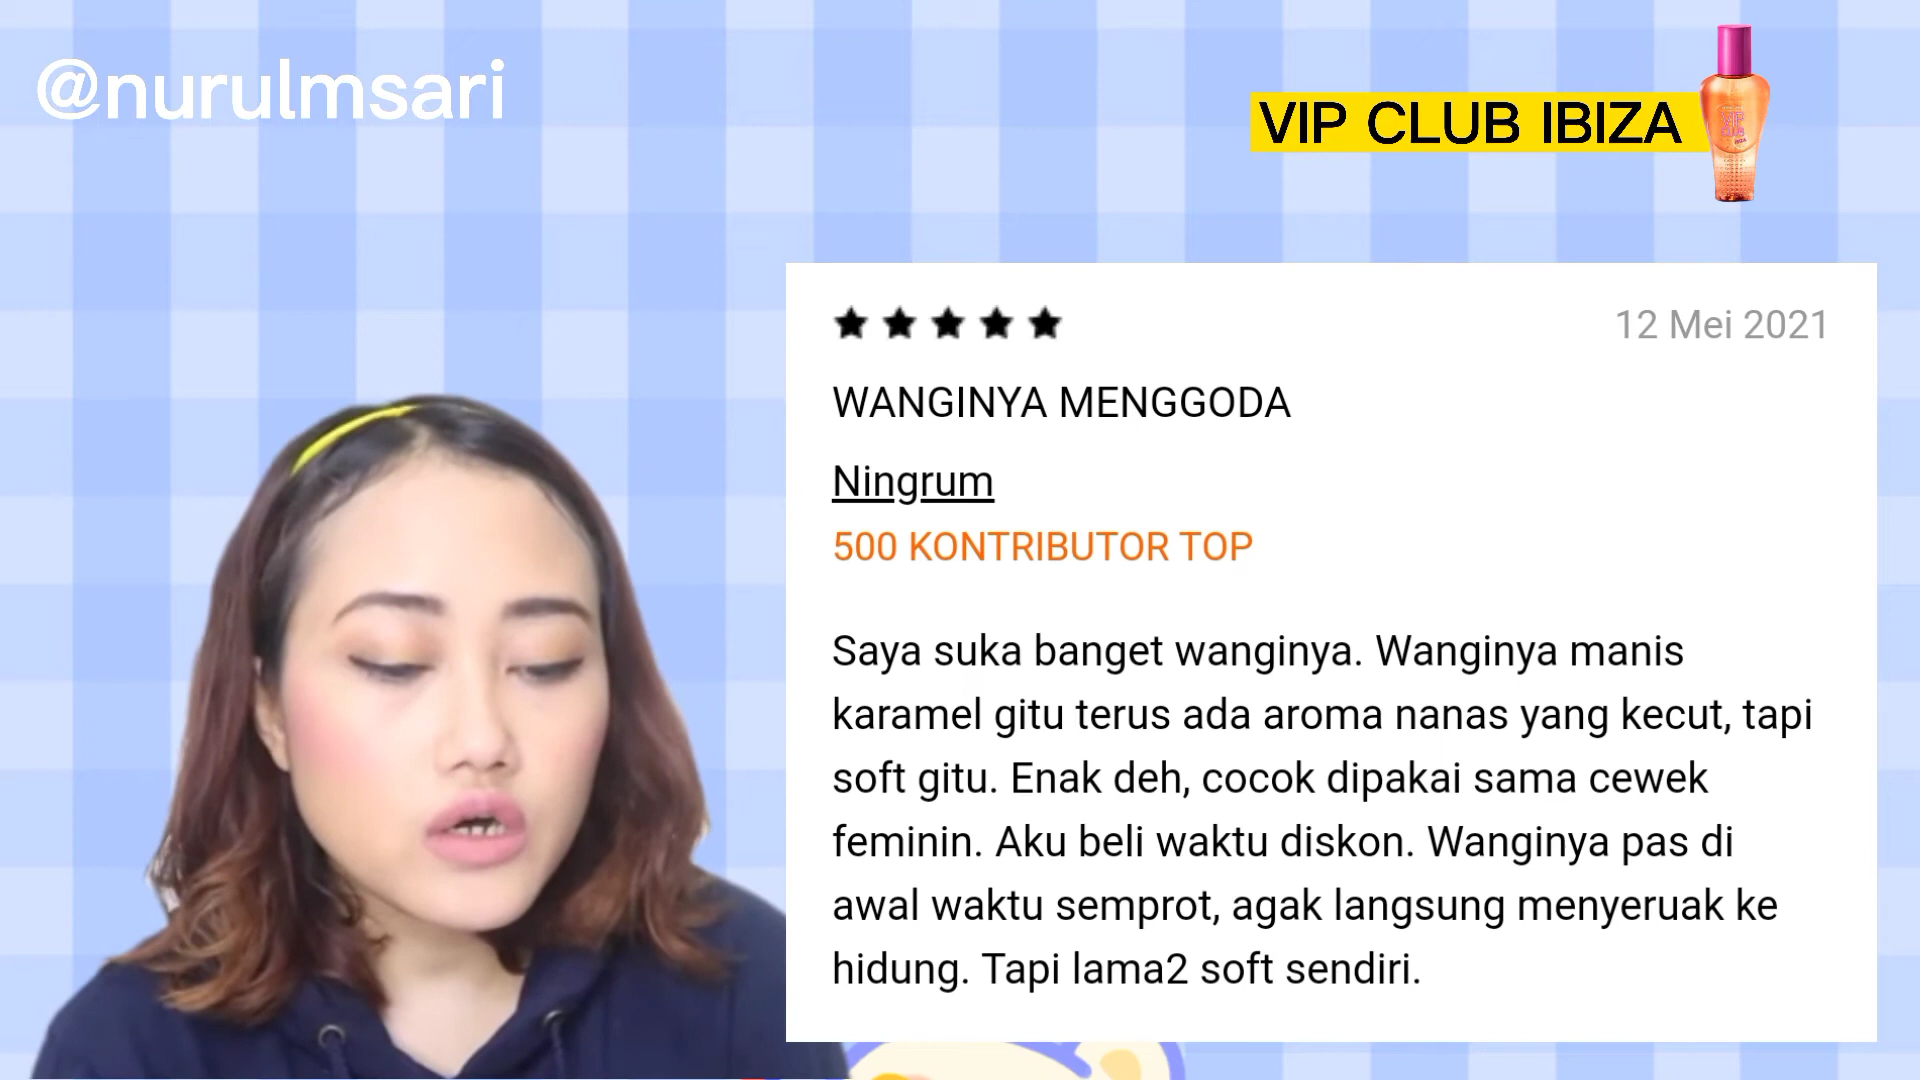 @nurulmsari
VIP CLUB IBIZA
12 Mei 2021
WANGINYA MENGGODA
Ningrum
500 KONTRIBUTOR TOP
Saya suka banget wanginya. Wanginya manis
karamel gitu terus ada aroma nanas yang kecut, tapi
soft gitu. Enak deh, cocok dipakai sama cewek
feminin. Aku beli waktu diskon. Wanginya pas di
awal waktu semprot, agak langsung menyeruak ke
hidung. Tapi lama2 soft sendiri.